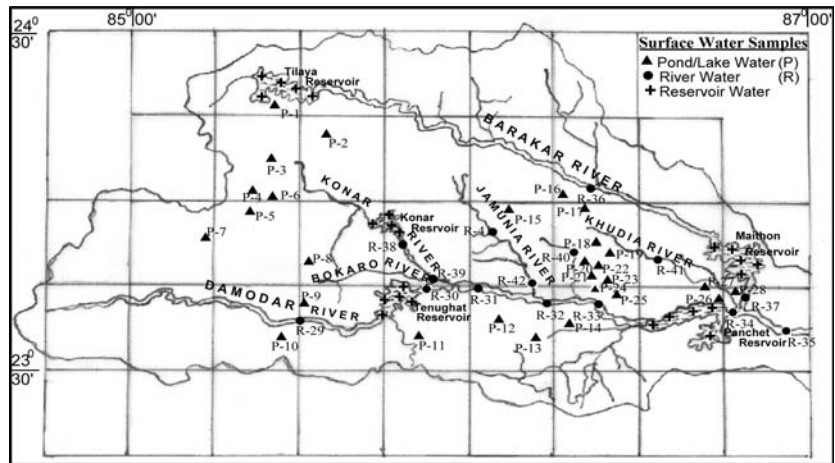 85°00'
87°00'
24°
30'
Surface Water Samples
Pond/Lake Water (P)
River Water (R)
Reservoir Water
Tilaya
Reservoir
P-1
P-2
BARAKAR RIVER
P-3
P-4
P-6
P-5
P-7
KONAR RIVER
Konar
Resrvoir
R-38
JAMUNIA RIVER
P-15
P-16
R-36
P-17
KHUDIA RIVER
Maithon
Reservoir
P-18
P-19
R-40
R-41
R-41
P-20
P-22
P-21
P-23
P-24
P-25
P-8
BOKARO RIVER
R-39
R-30
R-31
R-42
R-32
R-33
P-26
P-28
R-37
R-34
R-35
P-9
DAMODAR RIVER
R-29
P-10
Tenughat
Reservoir
P-11
P-12
P-13
P-14
Panchet
Resrvoir
23°
30'